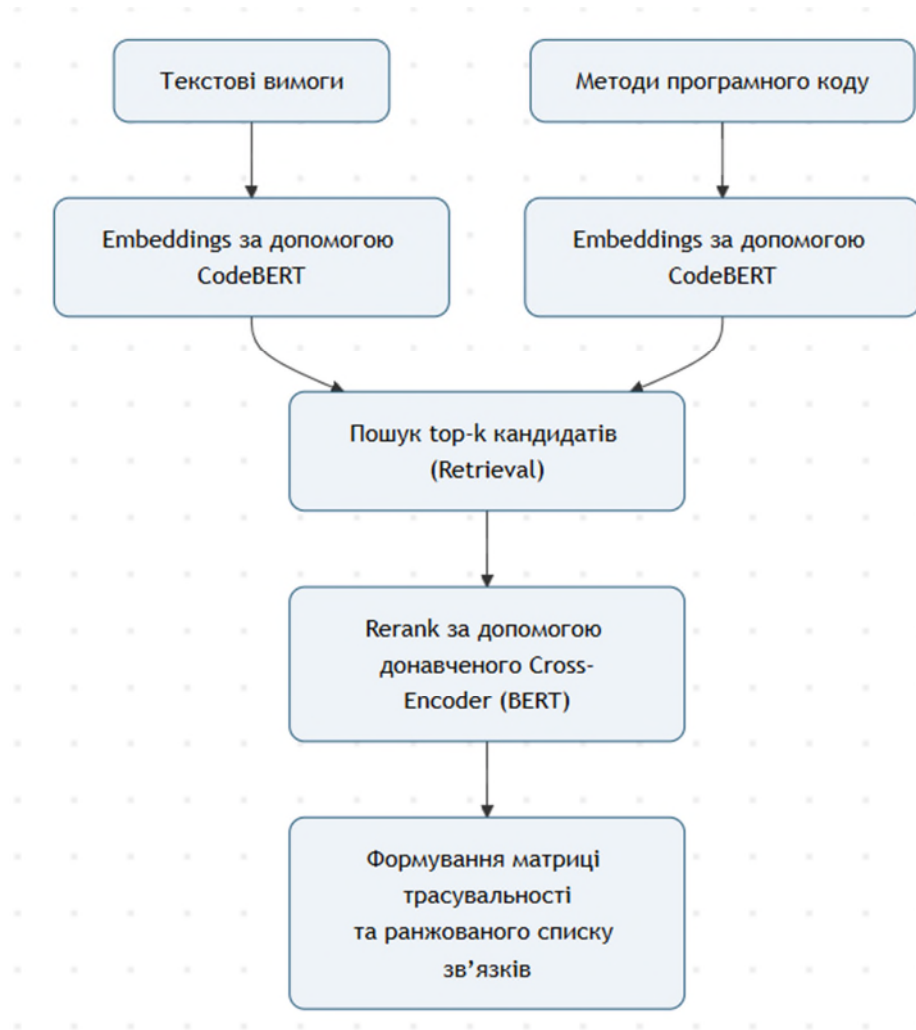 Текстові вимоги
Методи програмного коду
Embeddings за допомогою
CodeBERT
Embeddings за допомогою
CodeBERT
Пошук top-k кандидатів
(Retrieval)
Rerank за допомогою
донавченого Cross-
Encoder (BERT)
Формування матриці
трасувальності
та ранжованого списку
зв’язків